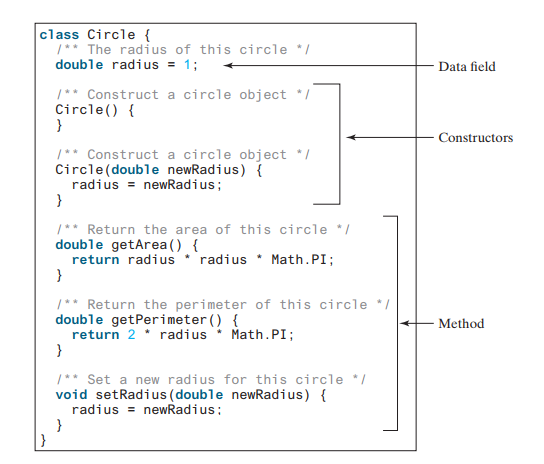 class Circle {
/** The radius of this circle */
double radius = 1;
Data field
/** Construct a circle object */
Circle() {
}
Constructors
/** Construct a circle object */
Circle(double newRadius) {
radius = newRadius;
}
/** Return the area of this circle */
double getArea() {
return radius * radius * Math.PI;
}
/** Return the perimeter of this circle */
double getPerimeter() {
return 2 * radius * Math.PI;
}
Method
/** Set a new radius for this circle */
void setRadius(double newRadius) {
radius = newRadius;
}
}